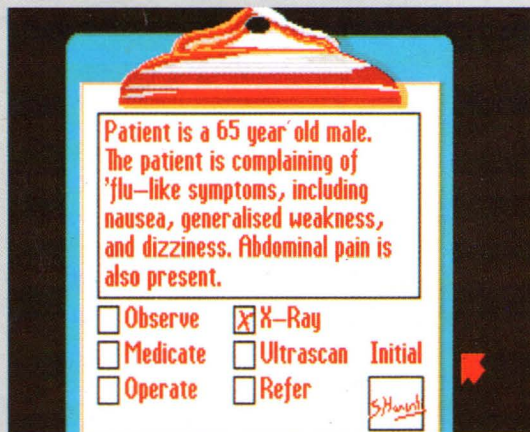 Patient is a 65 year old male.
The patient is complaining of
'flu-like symptoms, including
nausea, generalised weakness,
and dizziness. Abdominal pain is
also present.
Observe X X-Ray
Medicate Ultrascan Initial
Operate Refer